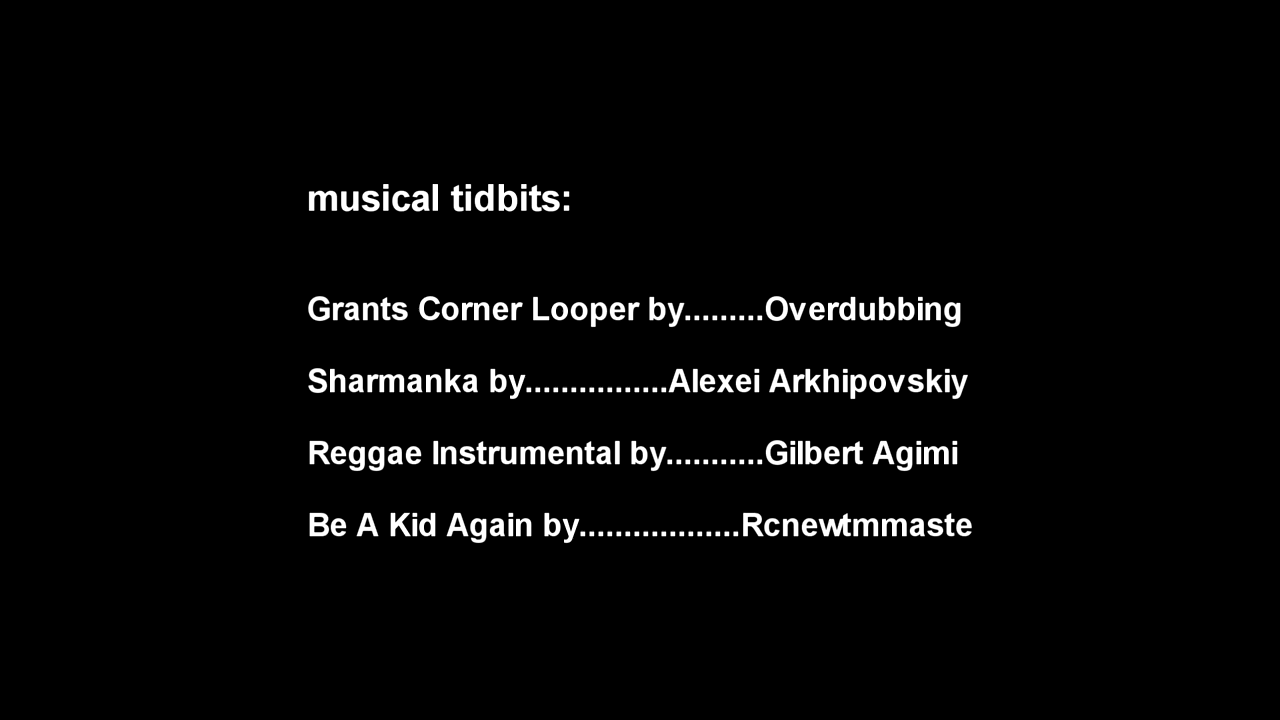 musical tidbits:
Grants Corner Looper by.........Overdubbing
Sharmanka by................Alexei Arkhipovskiy
Reggae Instrumental by...........Gilbert Agimi
Be A Kid Again by..................Rcnewtmmaste